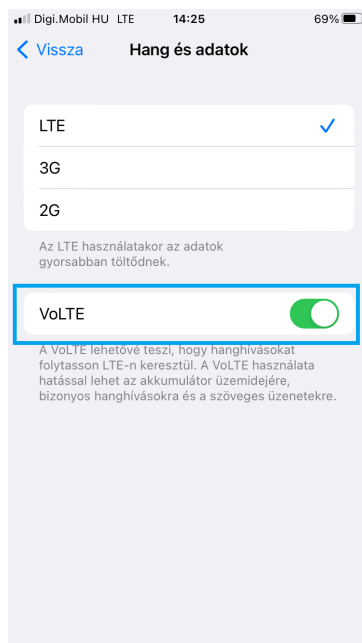 Digi.Mobil HU LTE 14:25 69%
Vissza Hang és adatok
LTE
3G
2G
Az LTE használatakor az adatok
gyorsabban töltődnek.
VoLTE
A VoLTE lehetővé teszi, hogy hanghívásokat
folytasson LTE-n keresztül. A VoLTE használata
hatással lehet az akkumulátor üzemidejére,
bizonyos hanghívásokra és a szöveges üzenetekre.